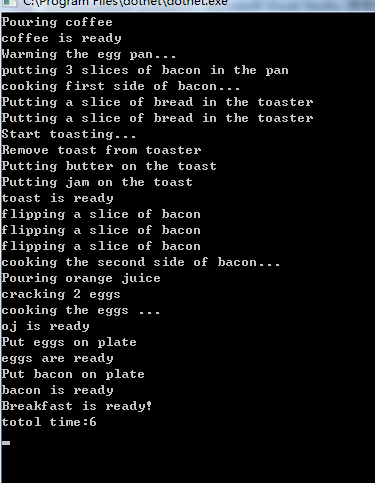 C:\Program Files\dotnet\dotnet.exe
Pouring coffee
coffee is ready
Warming the egg pan...
putting 3 slices of bacon in the pan
cooking first side of bacon...
Putting a slice of bread in the toaster
Putting a slice of bread in the toaster
Start toasting...
Remove toast from toaster
Putting butter on the toast
Putting jam on the toast
toast is ready
flipping a slice of bacon
flipping a slice of bacon
flipping a slice of bacon
cooking the second side of bacon...
Pouring orange juice
cracking 2 eggs
cooking the eggs ...
oj is ready
Put eggs on plate
eggs are ready
Put bacon on plate
bacon is ready
Breakfast is ready!
totol time:6